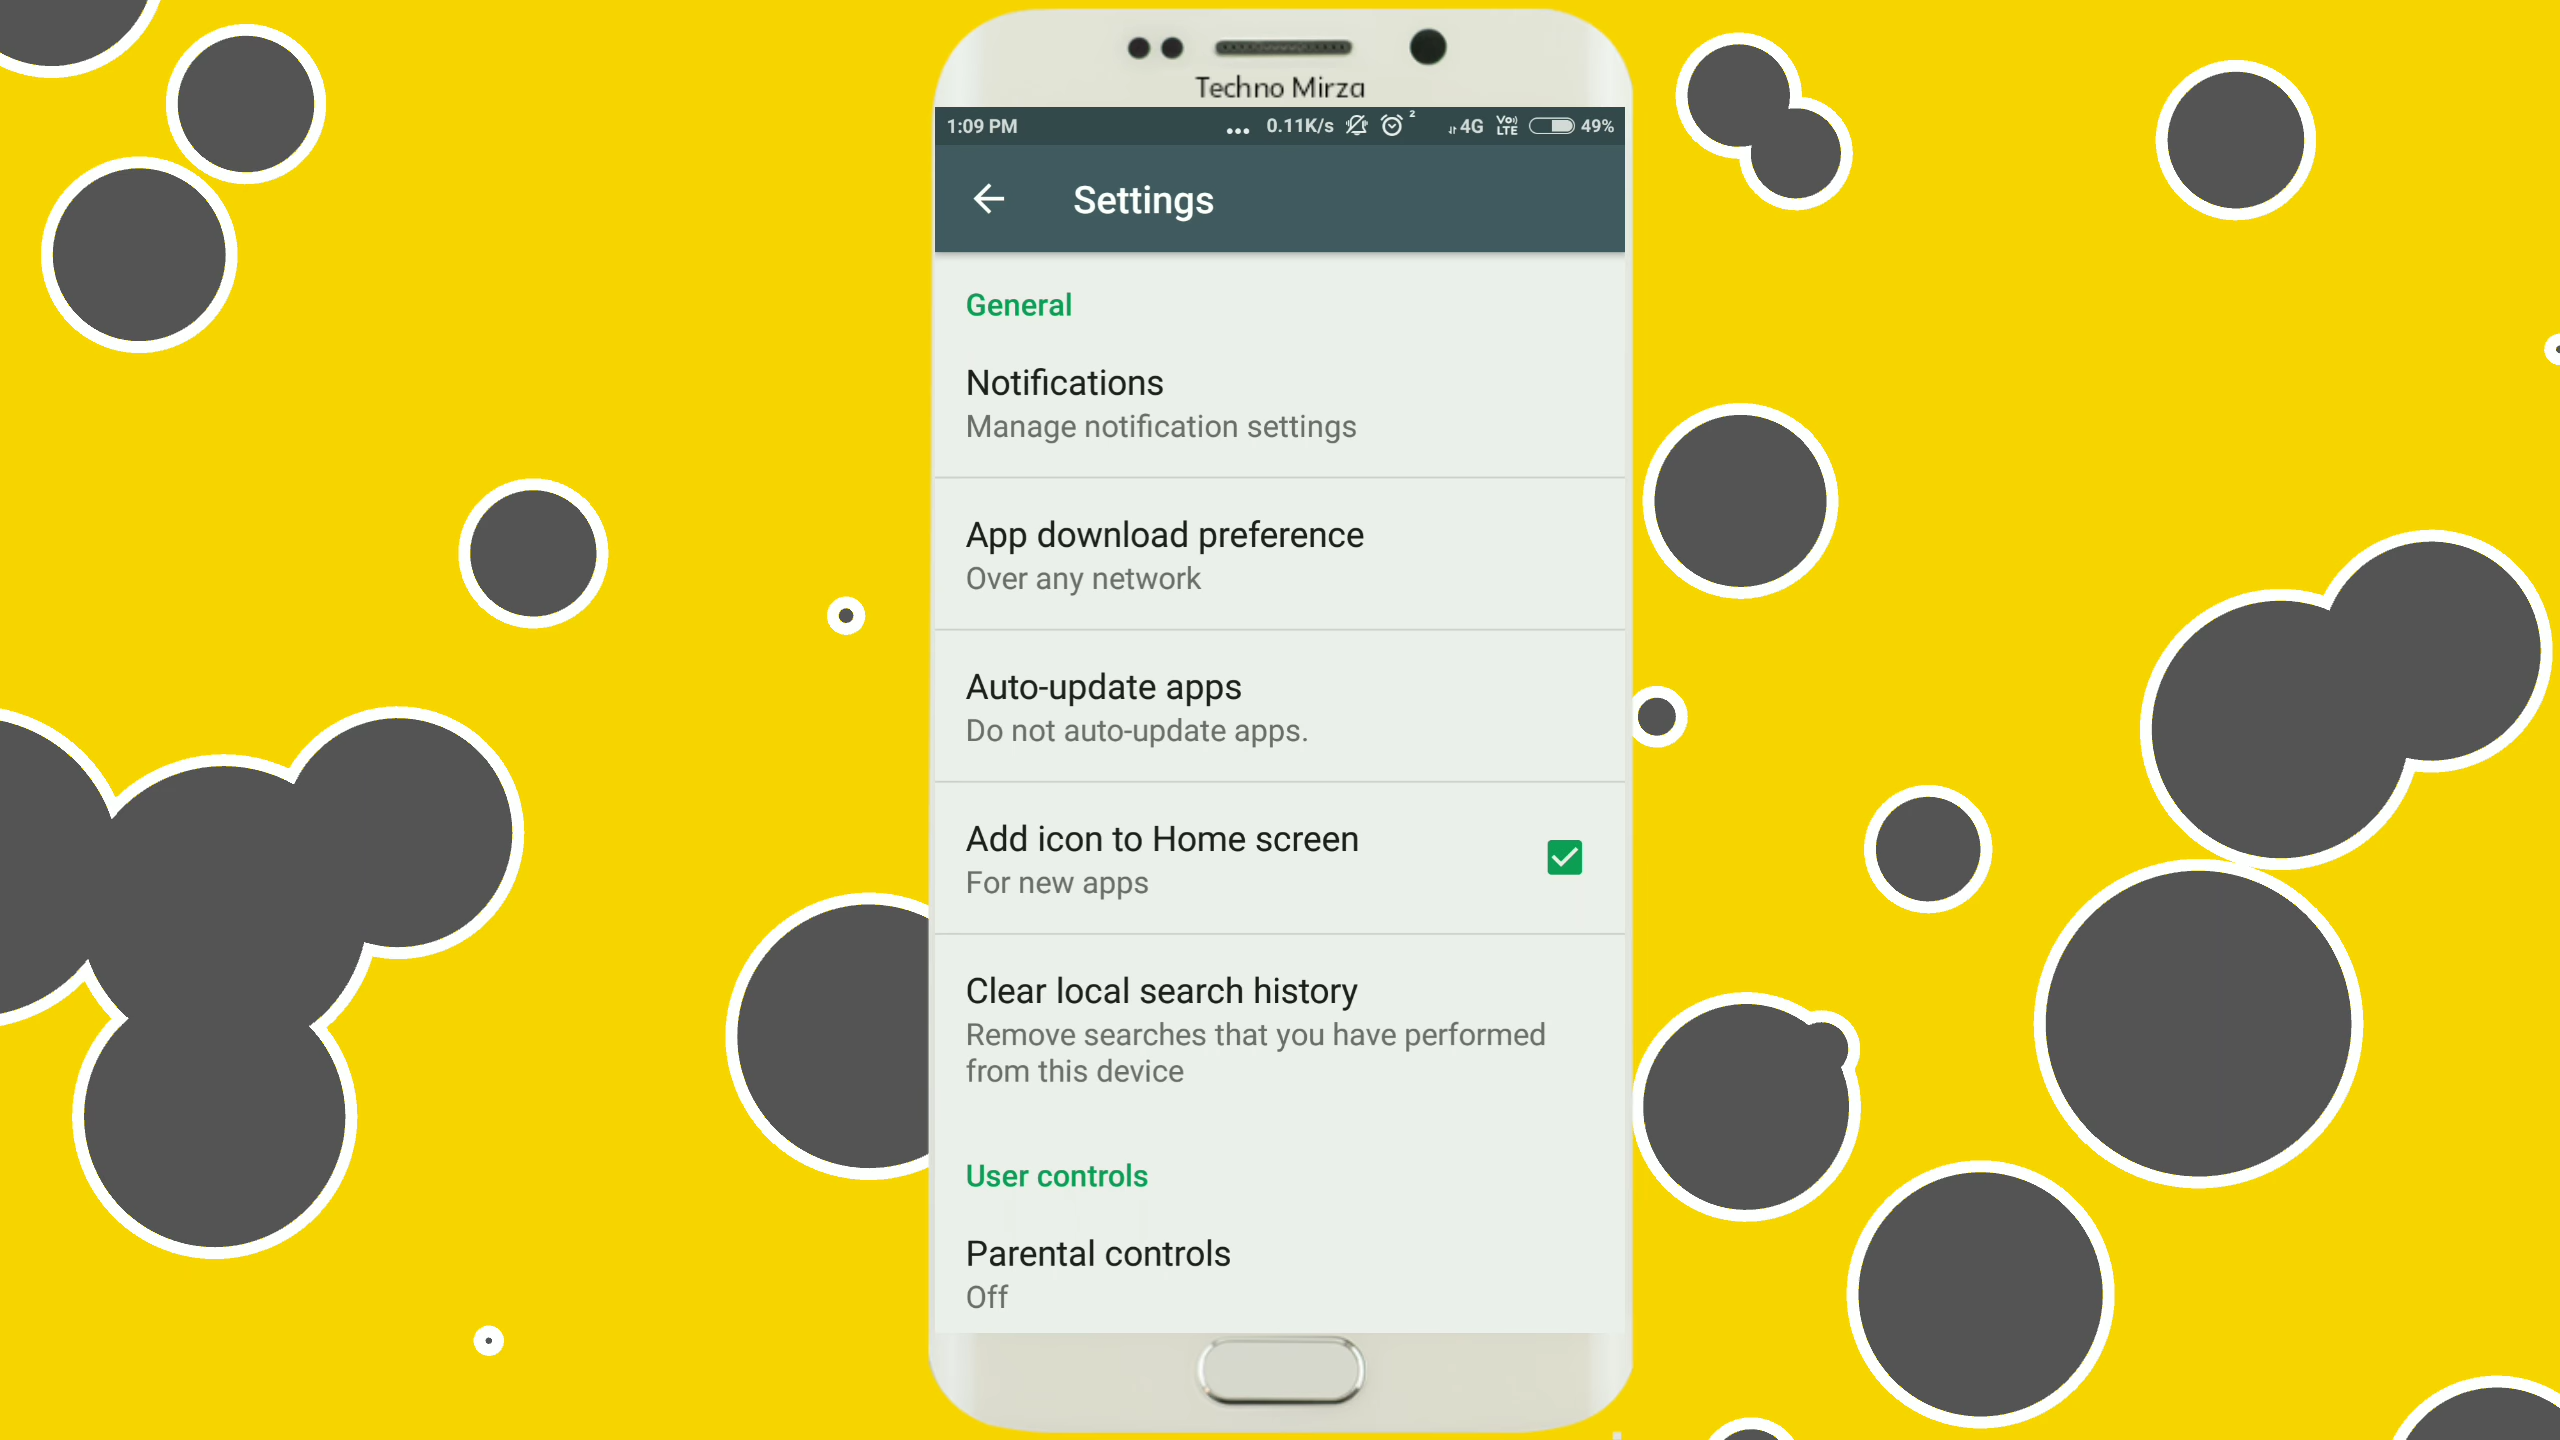 Techno Mirza
1:09 PM ... 0.11K/s 2 4G VoLTE 49%
Settings
General
Notifications
Manage notification settings
App download preference
Over any network
Auto-update apps
Do not auto-update apps.
Add icon to Home screen
For new apps
Clear local search history
Remove searches that you have performed
from this device
User controls
Parental controls
Off